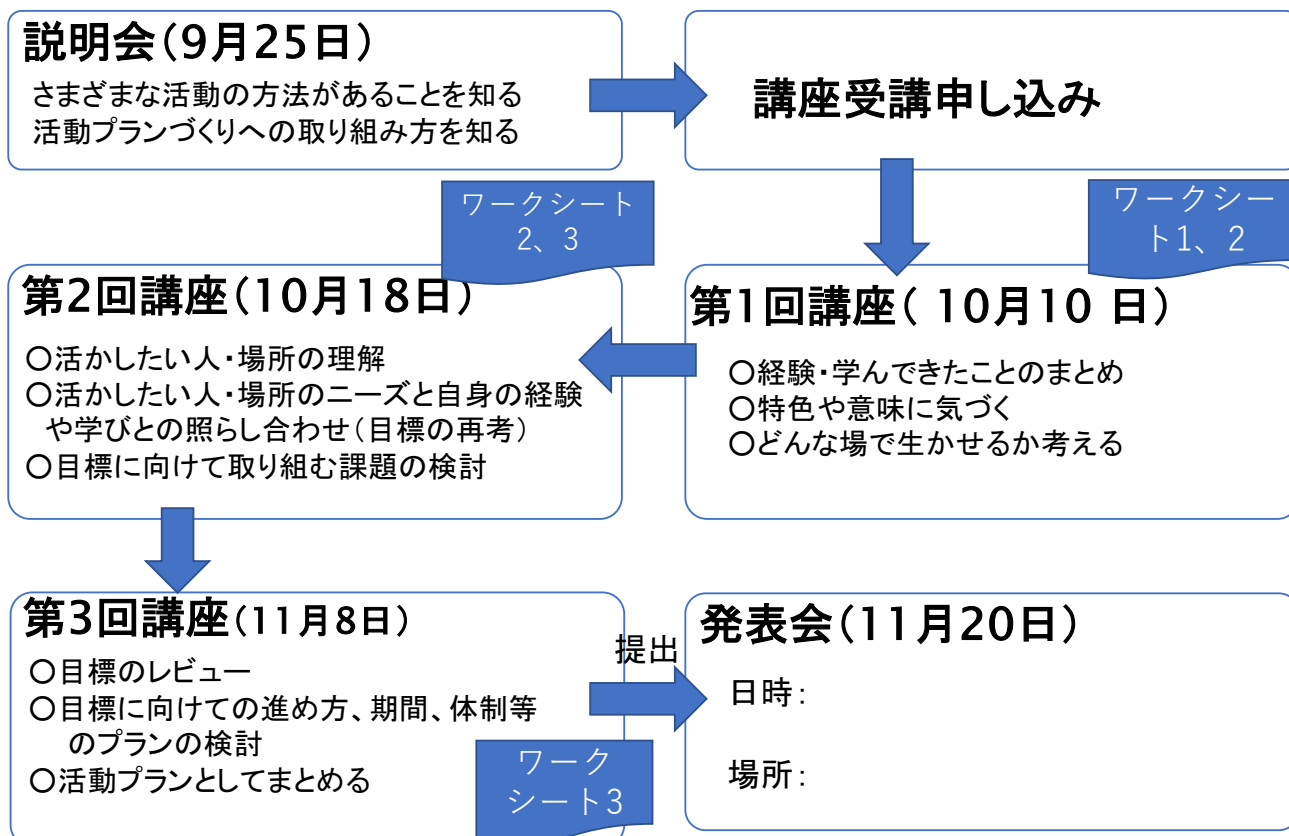 説明会(9月25日)
さまざまな活動の方法があることを知る
活動プランづくりへの取り組み方を知る
講座受講申し込み
ワークシー
ト1、2
第1回講座( 10月10 日)
〇経験・学んできたことのまとめ
〇特色や意味に気づく
〇どんな場で生かせるか考える
ワークシート
2、3
第2回講座(10月18日)
〇活かしたい人・場所の理解
〇活かしたい人・場所のニーズと自身の経験
や学びとの照らし合わせ(目標の再考)
〇目標に向けて取り組む課題の検討
第3回講座(11月8日)
〇目標のレビュー
〇目標に向けての進め方、期間、体制等
のプランの検討
〇活動プランとしてまとめる
ワーク
シート3
提出
発表会(11月20日)
日時:
場所: